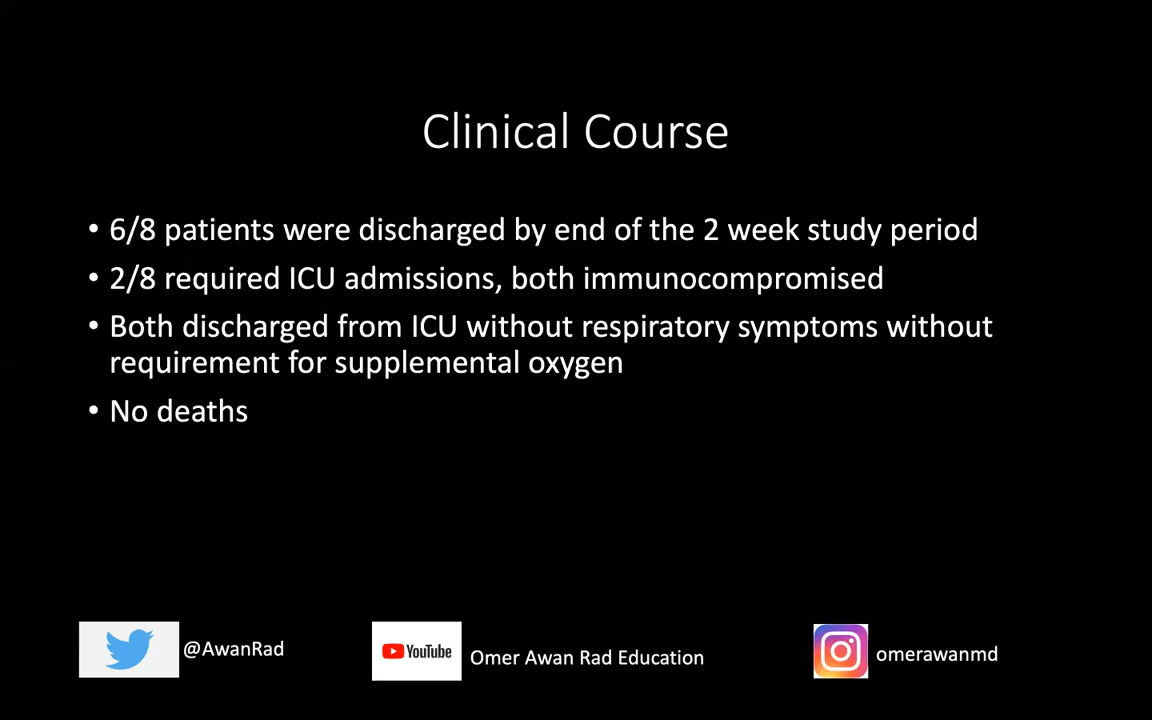 Clinical Course
• 6/8 patients were discharged by end of the 2 week study period
• 2/8 required ICU admissions, both immunocompromised
• Both discharged from ICU without respiratory symptoms without
requirement for supplemental oxygen
• No deaths
@AwanRad
YouTube
Omer Awan Rad Education
omerawanmd